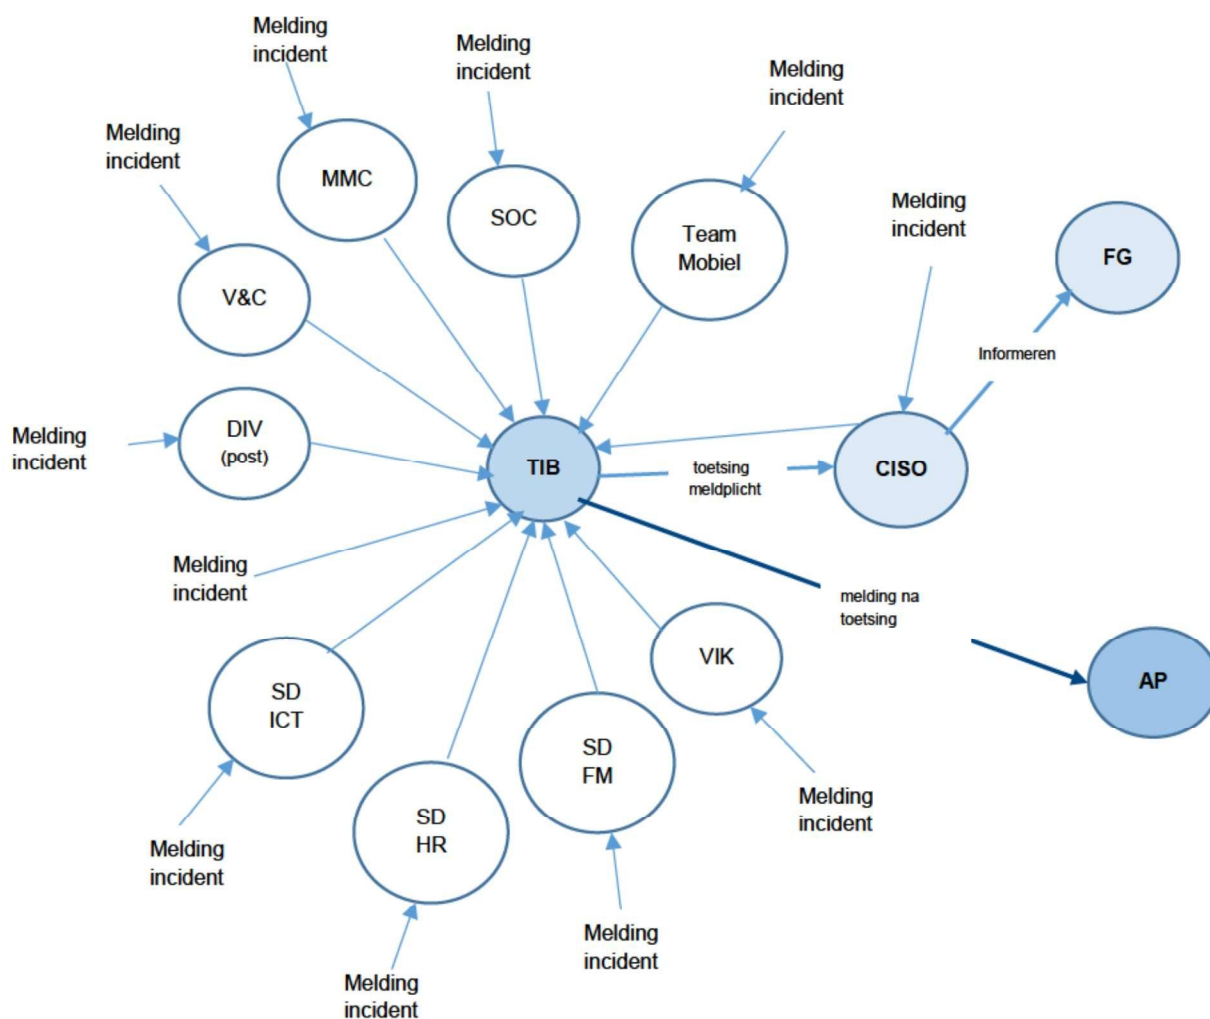 Melding
incident
MMC
Melding
incident
SOC
Melding
incident
Team
Mobiel
Melding
incident
V&C
Melding
incident
FG
Informeren
Melding
incident
DIV
(post)
TIB
toetsing
meldplicht
CISO
Melding
incident
melding na
toetsing
AP
SD
ICT
Melding
incident
SD
HR
Melding
incident
SD
FM
Melding
incident
VIK
Melding
incident